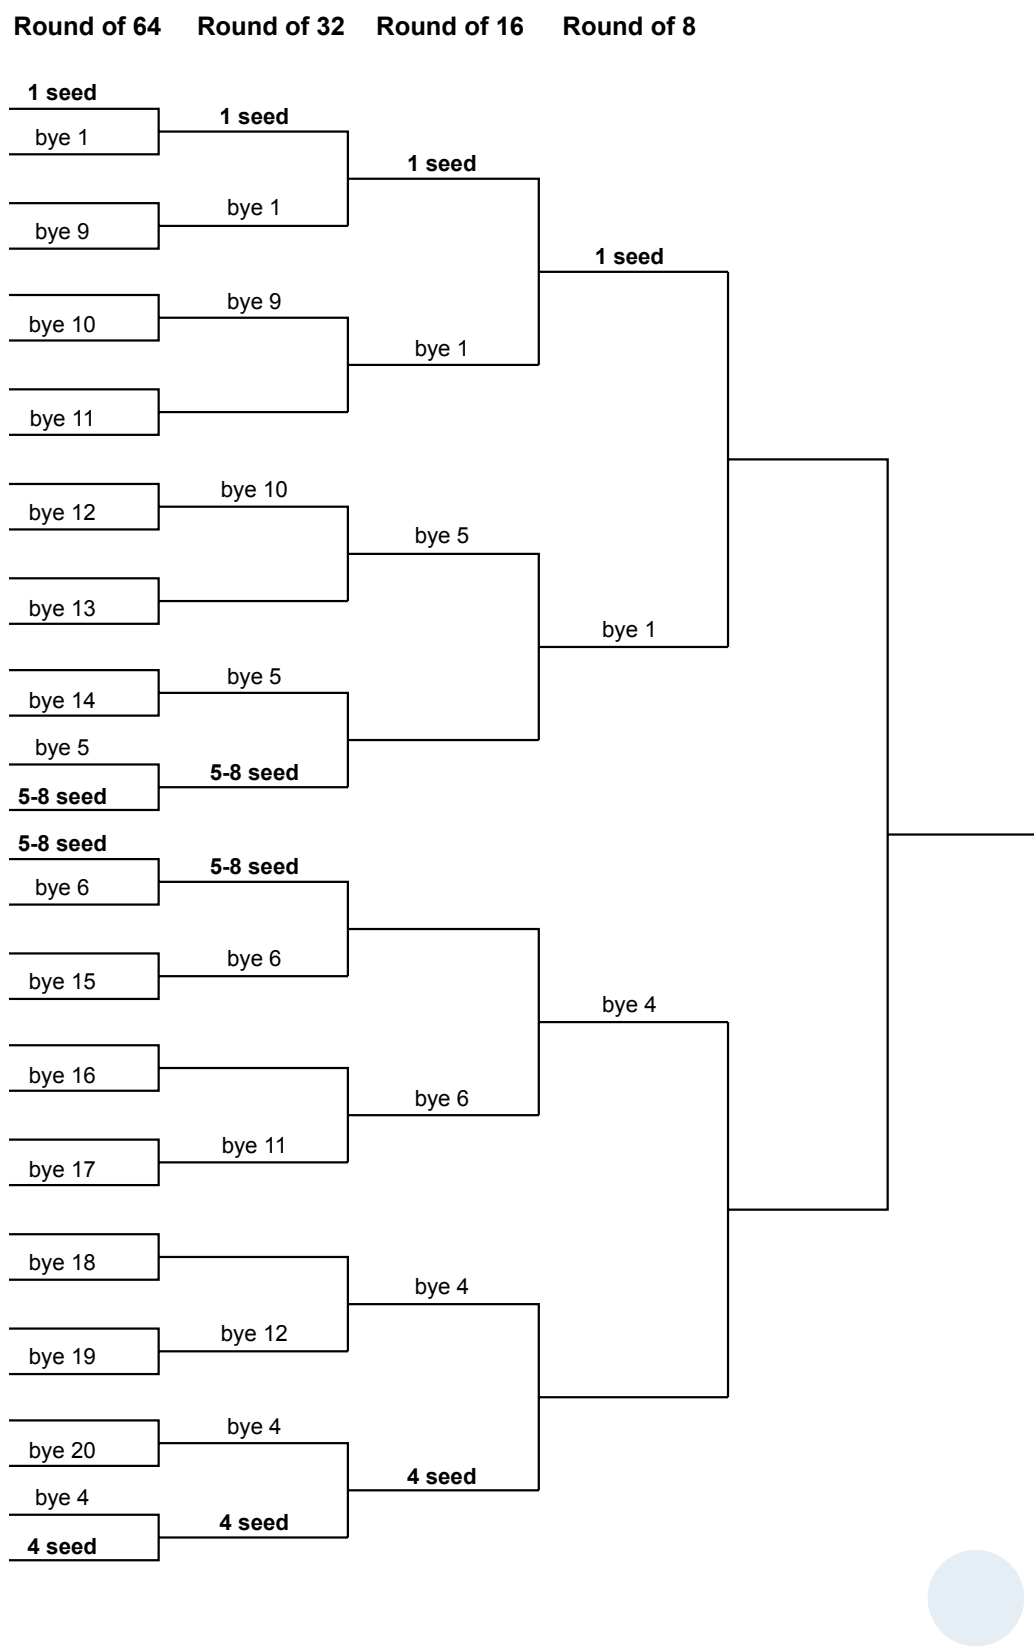 Round of 64 Round of 32 Round of 16 Round of 8
1 seed
1 seed
bye 1
1 seed
bye 1
bye 9
1 seed
bye 9
bye 10
bye 1
bye 11
bye 10
bye 12
bye 5
bye 13
bye 1
bye 5
bye 14
bye 5
5-8 seed
5-8 seed
5-8 seed
5-8 seed
bye 6
bye 6
bye 15
bye 4
bye 16
bye 6
bye 11
bye 17
bye 18
bye 4
bye 12
bye 19
bye 4
bye 20
4 seed
bye 4
4 seed
4 seed